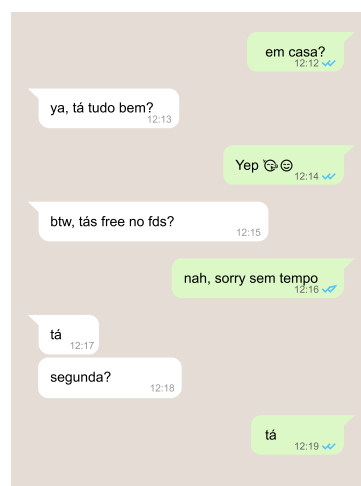 em casa?
12:12
ya, tá tudo bem?
12:13
Yep 😪😊
12:14
btw, tás free no fds?
12:15
nah, sorry sem tempo
12:16
tá
12:17
segunda?
12:18
tá
12:19